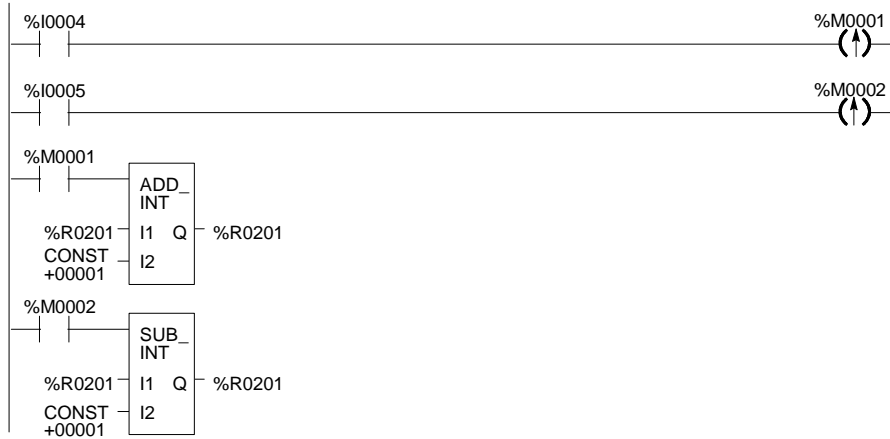 %I0004 %M0001
%I0005 %M0002
%M0001
ADD_
INT
%R0201 I1 Q %R0201
CONST I2
+00001
%M0002
SUB_
INT
%R0201 I1 Q %R0201
CONST I2
+00001